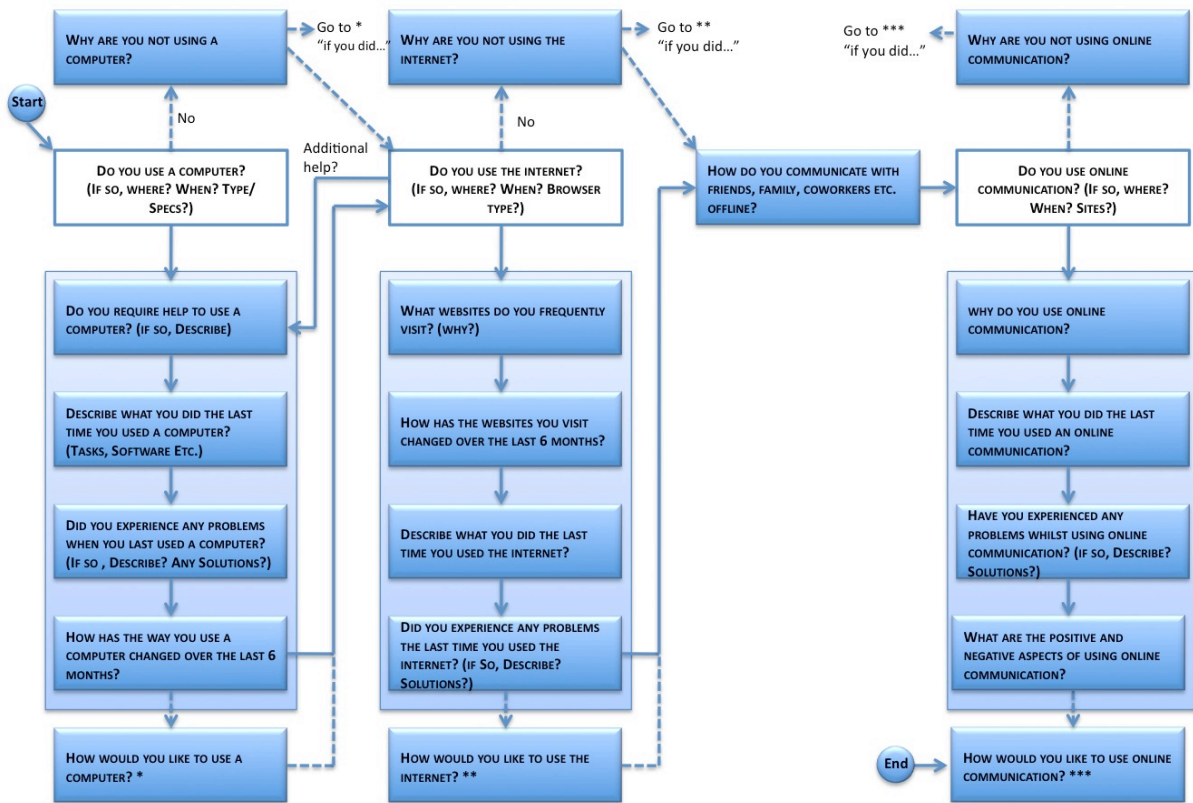 Why are you not using a
computer?
Go to *
“if you did…”
Why are you not using the
internet?
Go to **
“if you did…”
Go to ***
“if you did…”
Why are you not using online
communication?
Start
No
No
Do you use a computer?
(If so, where? When? Type/
Specs?)
Additional
help?
Do you use the internet?
(If so, where? When? Browser
type?)
How do you communicate with
friends, family, coworkers etc.
offline?
Do you use online
communication? (If so, where?
When? Sites?)
Do you require help to use a
computer? (if so, Describe)
Describe what you did the last
time you used a computer?
(Tasks, Software Etc.)
Did you experience any problems
when you last used a computer?
(If so , Describe? Any Solutions?)
How has the way you use a
computer changed over the last 6
months?
How would you like to use a
computer? *
What websites do you frequently
visit? (why?)
How has the websites you visit
changed over the last 6 months?
Describe what you did the last
time you used the internet?
Did you experience any problems
the last time you used the
internet? (if So, Describe?
Solutions?)
How would you like to use the
internet? **
why do you use online
communication?
Describe what you did the last
time you used an online
communication?
Have you experienced any
problems whilst using online
communication? (if so, Describe?
Solutions?)
What are the positive and
negative aspects of using online
communication?
End
How would you like to use online
communication? ***